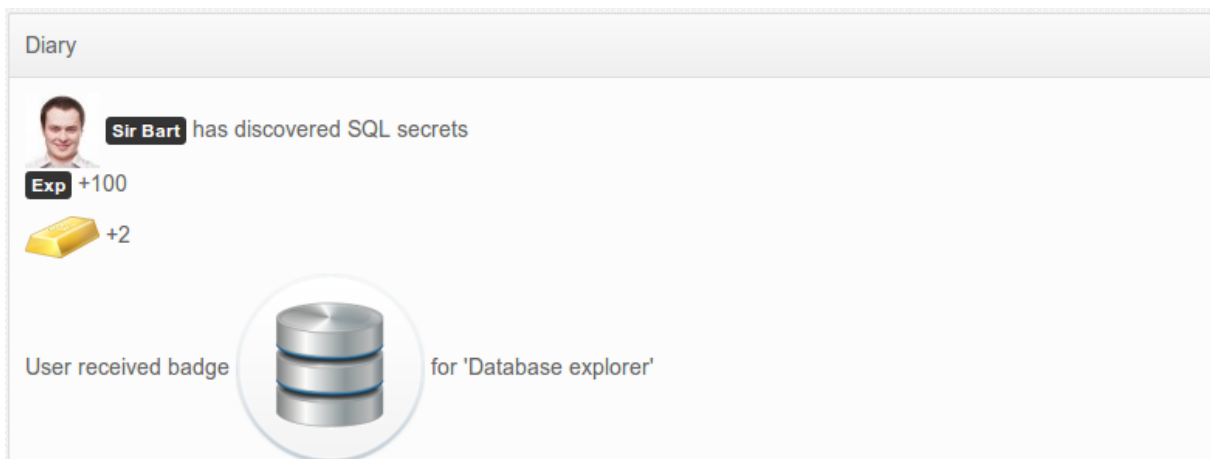 Diary
Sir Bart has discovered SQL secrets
Exp +100
+2
User received badge for 'Database explorer'